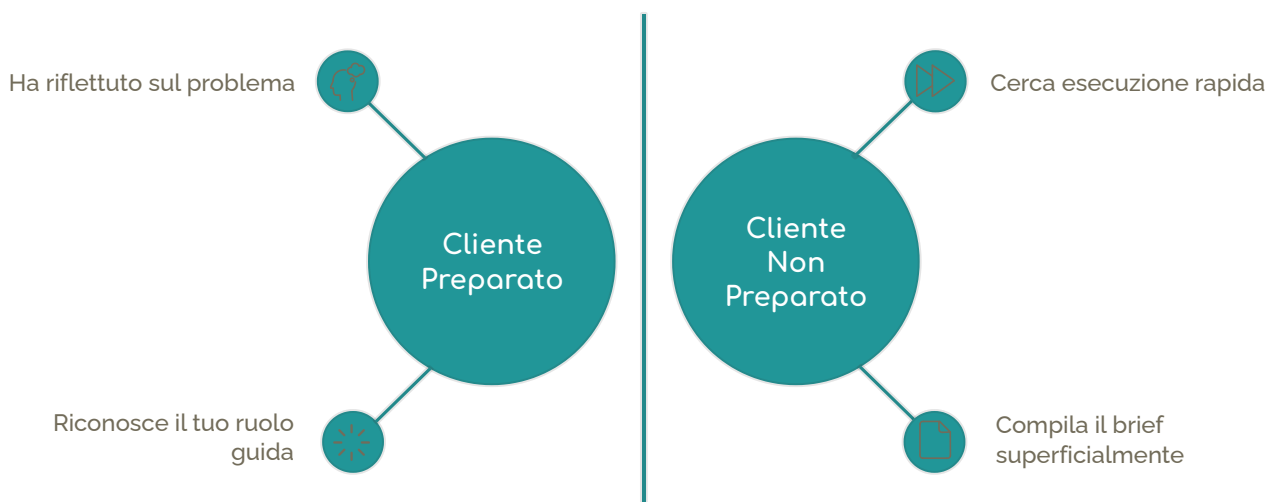 Ha riflettuto sul problema
Cliente
Preparato
Riconosce il tuo ruolo
guida
Cerca esecuzione rapida
Cliente
Non
Preparato
Compila il brief
superficialmente